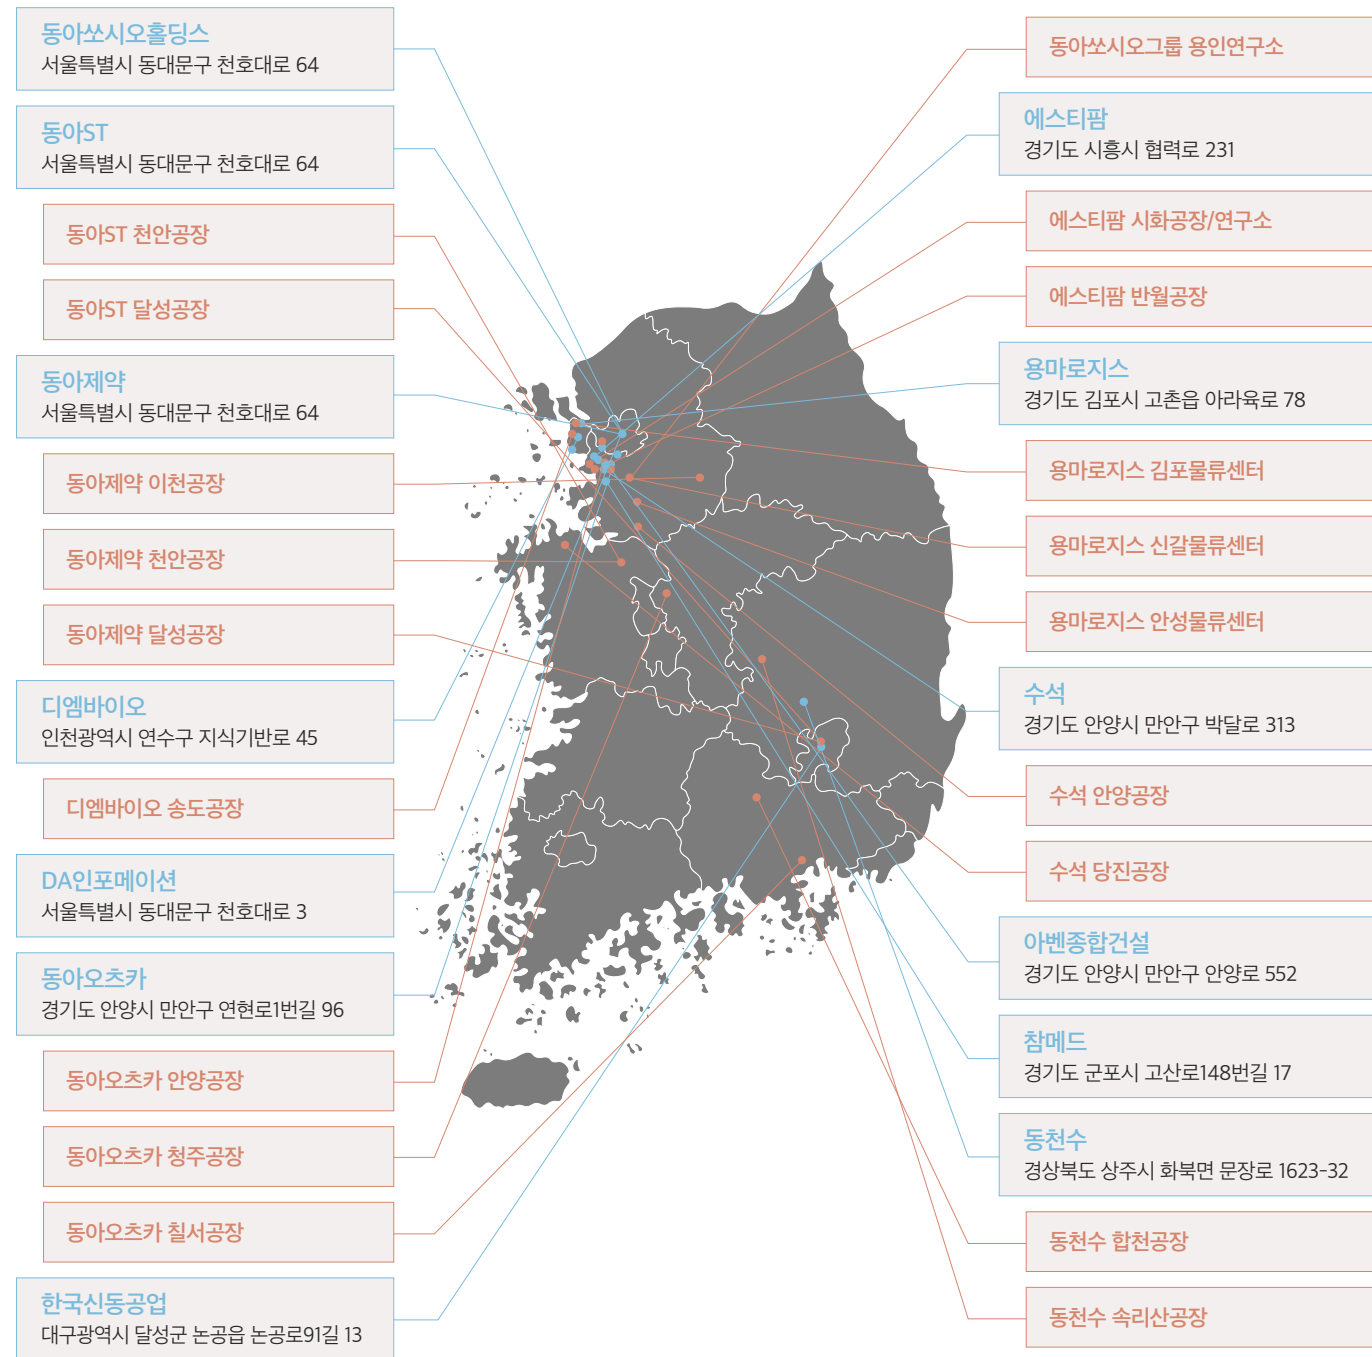 동아쏘시오홀딩스
서울특별시 동대문구 천호대로 64
동아ST
서울특별시 동대문구 천호대로 64
동아ST 천안공장
동아ST 달성공장
동아제약
서울특별시 동대문구 천호대로 64
동아제약 이천공장
동아제약 천안공장
동아제약 달성공장
디엠바이오
인천광역시 연수구 지식기반로 45
디엠바이오 송도공장
DA인포메이션
서울특별시 동대문구 천호대로 3
동아오츠카
경기도 안양시 만안구 연현로1번길 96
동아오츠카 안양공장
동아오츠카 청주공장
동아오츠카 칠서공장
한국신동공업
대구광역시 달성군 논공읍 논공로91길 13
동아쏘시오그룹 용인연구소
에스티팜
경기도 시흥시 협력로 231
에스티팜 시화공장/연구소
에스티팜 반월공장
용마로지스
경기도 김포시 고촌읍 아라육로 78
용마로지스 김포물류센터
용마로지스 신갈물류센터
용마로지스 안성물류센터
수석
경기도 안양시 만안구 박달로 313
수석 안양공장
수석 당진공장
아벤종합건설
경기도 안양시 만안구 안양로 552
참메드
경기도 군포시 고산로148번길 17
동천수
경상북도 상주시 화북면 문장로 1623-32
동천수 합천공장
동천수 속리산공장